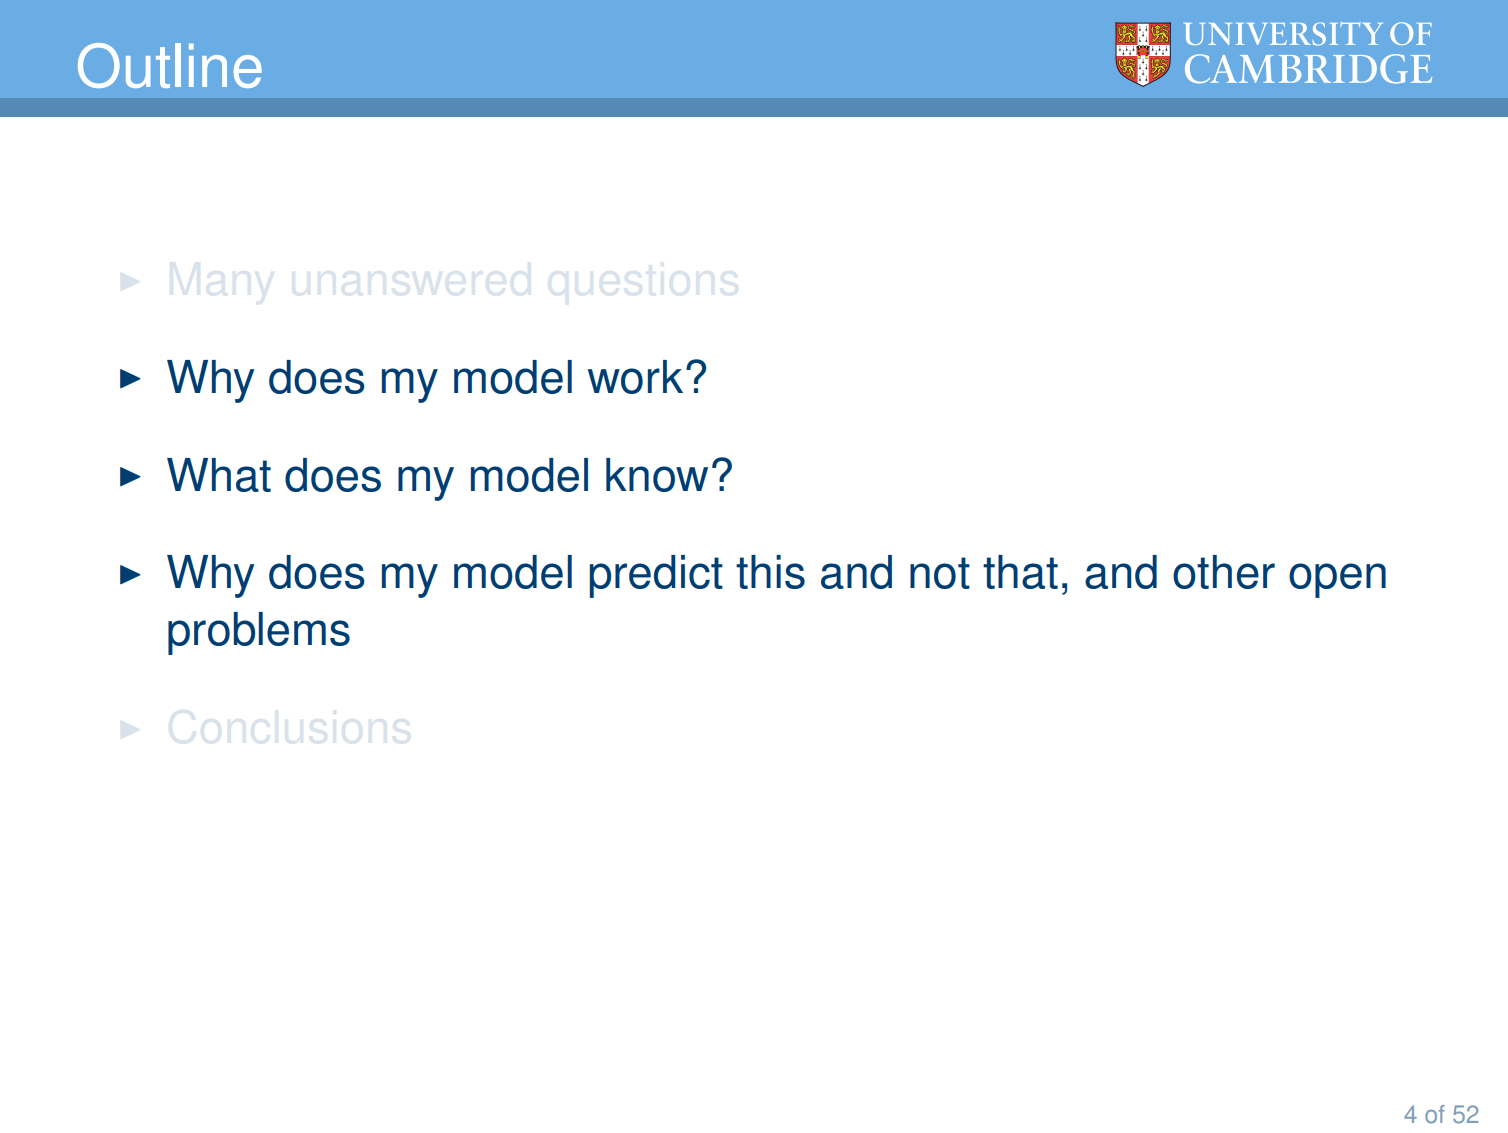 Outline
UNIVERSITY OF
CAMBRIDGE
▶ Many unanswered questions
▶ Why does my model work?
▶ What does my model know?
▶ Why does my model predict this and not that, and other open
problems
▶ Conclusions
4 of 52